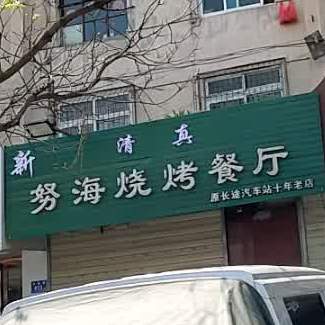 新 清真
努海烧烤餐厅
原长途汽车站十年老店